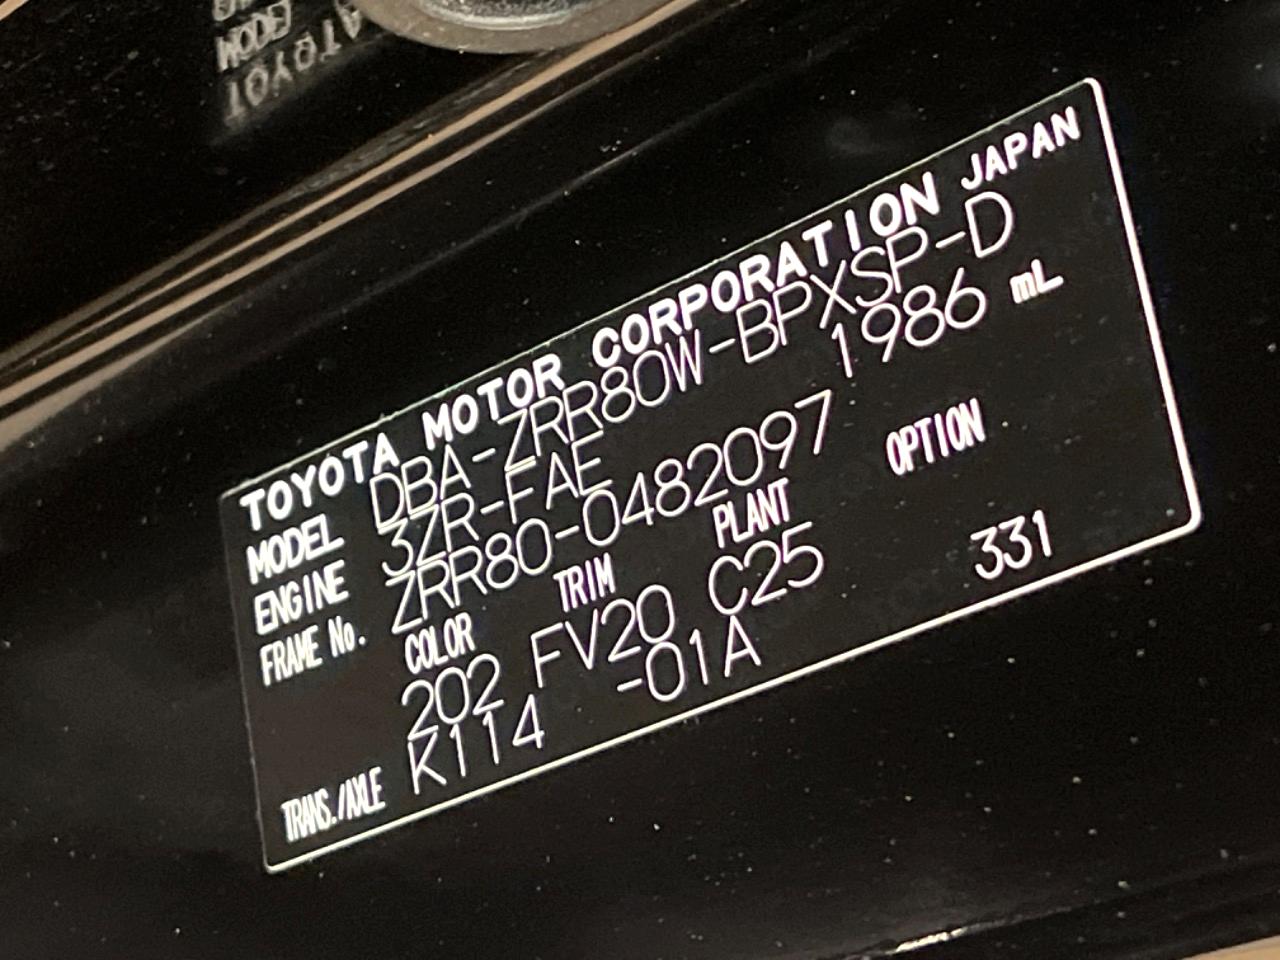 TOYOTA MOTOR CORPORATION JAPAN
MODEL DBA-ZRR80W-BPXSP-D
ENGINE 3ZR-FAE 1986 mL
FRAME No. ZRR80-0482097
COLOR TRIM PLANT OPTION
202 FV20 C25 331
TRANS./AXLE K114 -01A